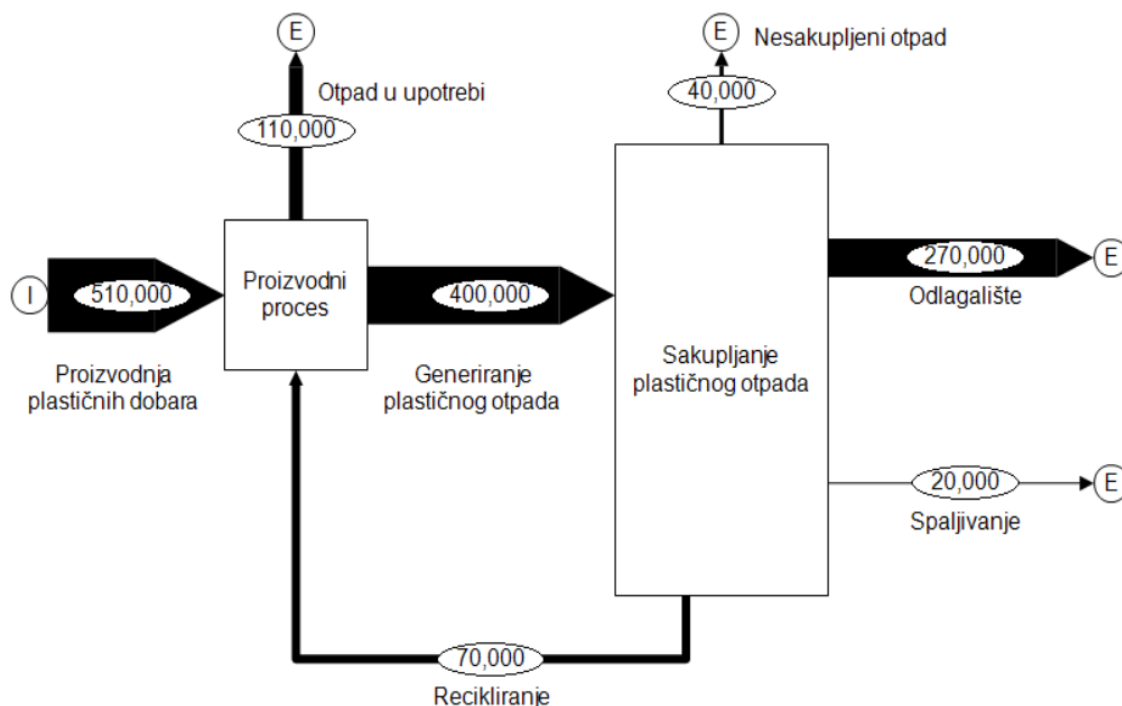 E
E
Nesakupljeni otpad
Otpad u upotrebi
40,000
110,000
I
510,000
Proizvodni
proces
400,000
270,000
E
Odlagalište
Proizvodnja
plastičnih dobara
Generiranje
plastičnog otpada
Sakupljanje
plastičnog otpada
20,000
E
Spaljivanje
70,000
Recikliranje